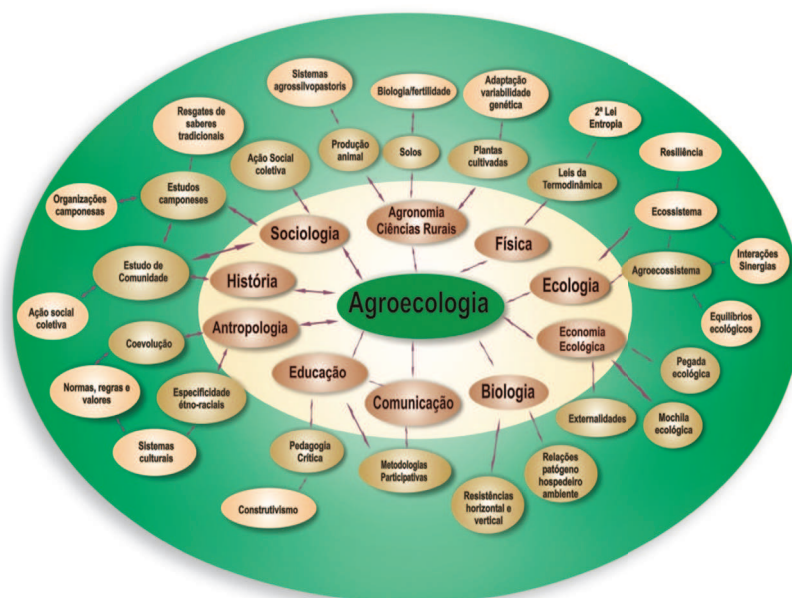 Sistemas
agrossilvopastoris
Biologia/fertilidade
Adaptação
variabilidade
genética
2ª Lei
Entropia
Resgates de
saberes
tradicionais
Ação Social
coletiva
Produção
animal
Solos
Plantas
cultivadas
Leis da
Termodinâmica
Resiliência
Organizações
camponesas
Estudos
camponeses
Sociologia
Agronomia
Ciências Rurais
Física
Ecossistema
Estudo de
Comunidade
História
Agroecologia
Ecologia
Agroecossistema
Interações
Sinergias
Ação social
coletiva
Coevolução
Antropologia
Economia
Ecológica
Equilíbrios
ecológicos
Normas, regras e
valores
Especificidade
étno-raciais
Educação
Comunicação
Biologia
Pegada
ecológica
Sistemas
culturais
Pedagogia
Crítica
Metodologias
Participativas
Externalidades
Mochila
ecológica
Construtivismo
Resistências
horizontal e
vertical
Relações
patógeno
hospedeiro
ambiente